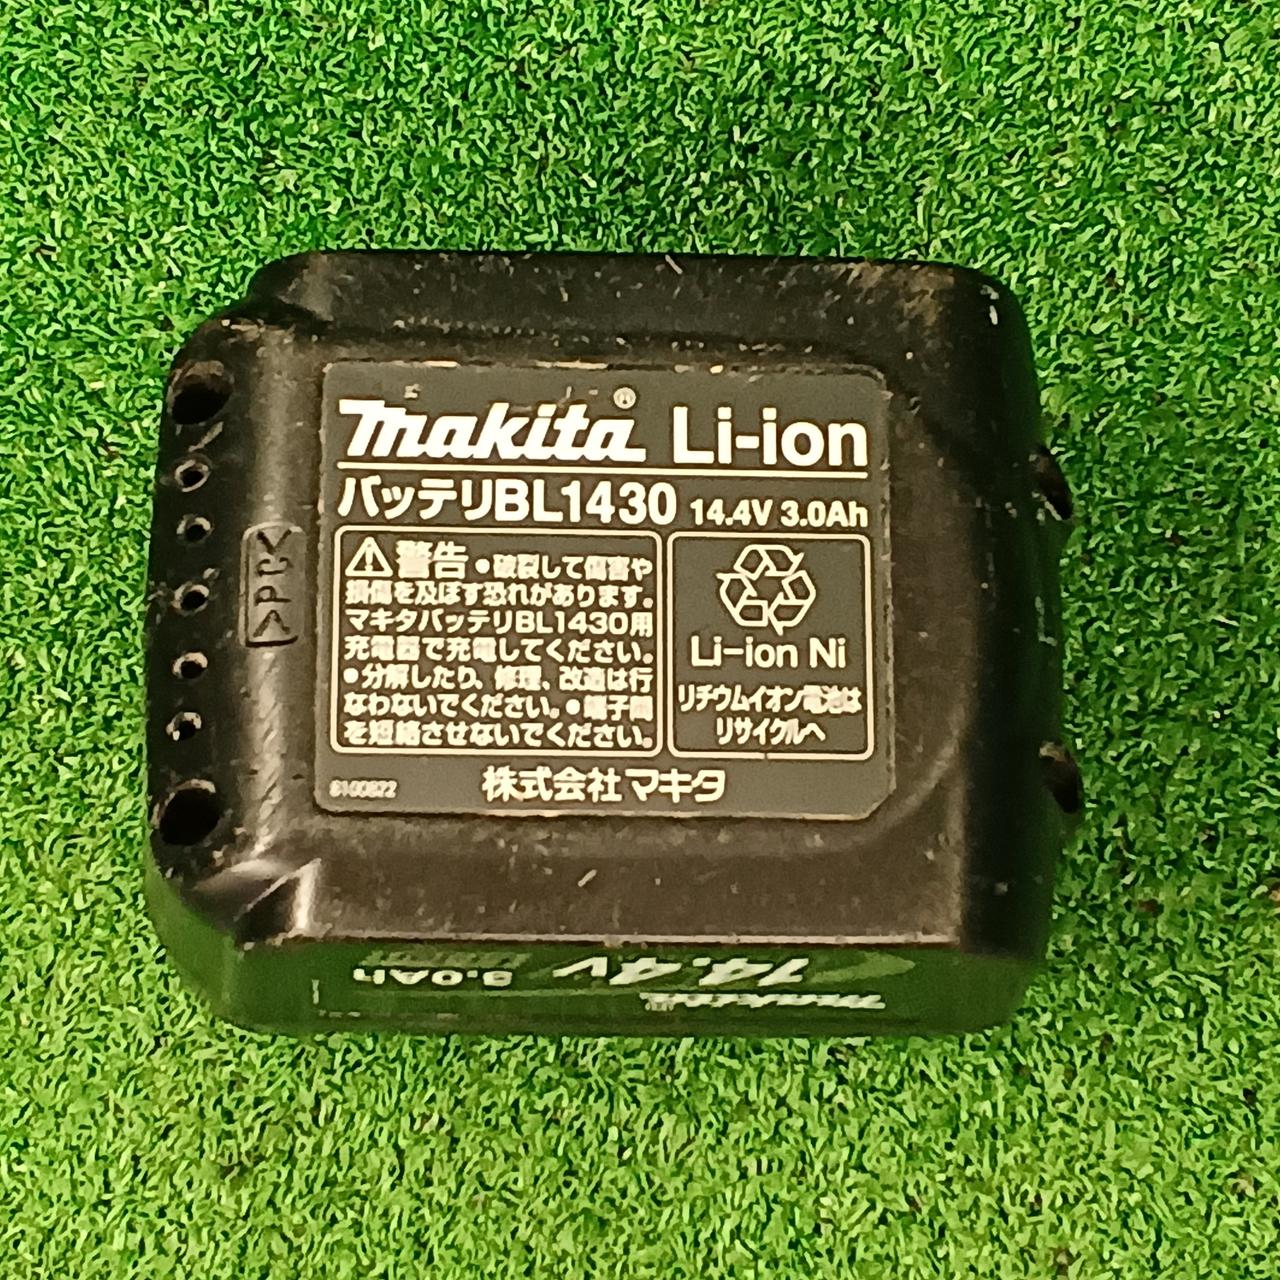 makita® Li-ion
バッテリBL1430 14.4V 3.0Ah
警告 ●破裂して傷害や
損傷を及ぼす恐れがあります。
マキタバッテリBL1430用
充電器で充電してください。
●分解したり、修理、改造は行
なわないでください。●端子間
を短絡させないでください。
Li-ion Ni
リチウムイオン電池は
リサイクルへ
株式会社マキタ
>PC<
makita
14.4V
3.0Ah